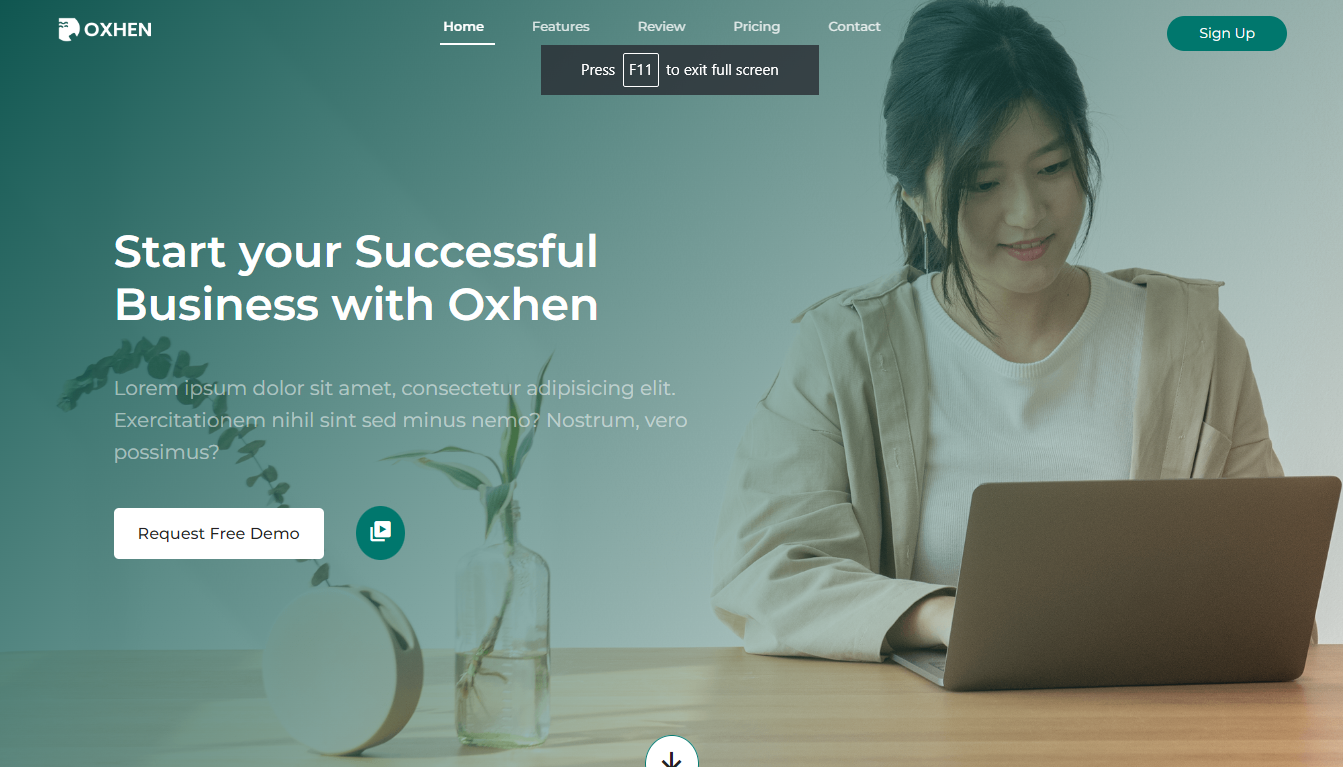 OXHEN
Home
Features
Review
Pricing
Contact
Sign Up
Press F11 to exit full screen
Start your Successful
Business with Oxhen
Lorem ipsum dolor sit amet, consectetur adipisicing elit.
Exercitationem nihil sint sed minus nemo? Nostrum, vero
possimus?
Request Free Demo